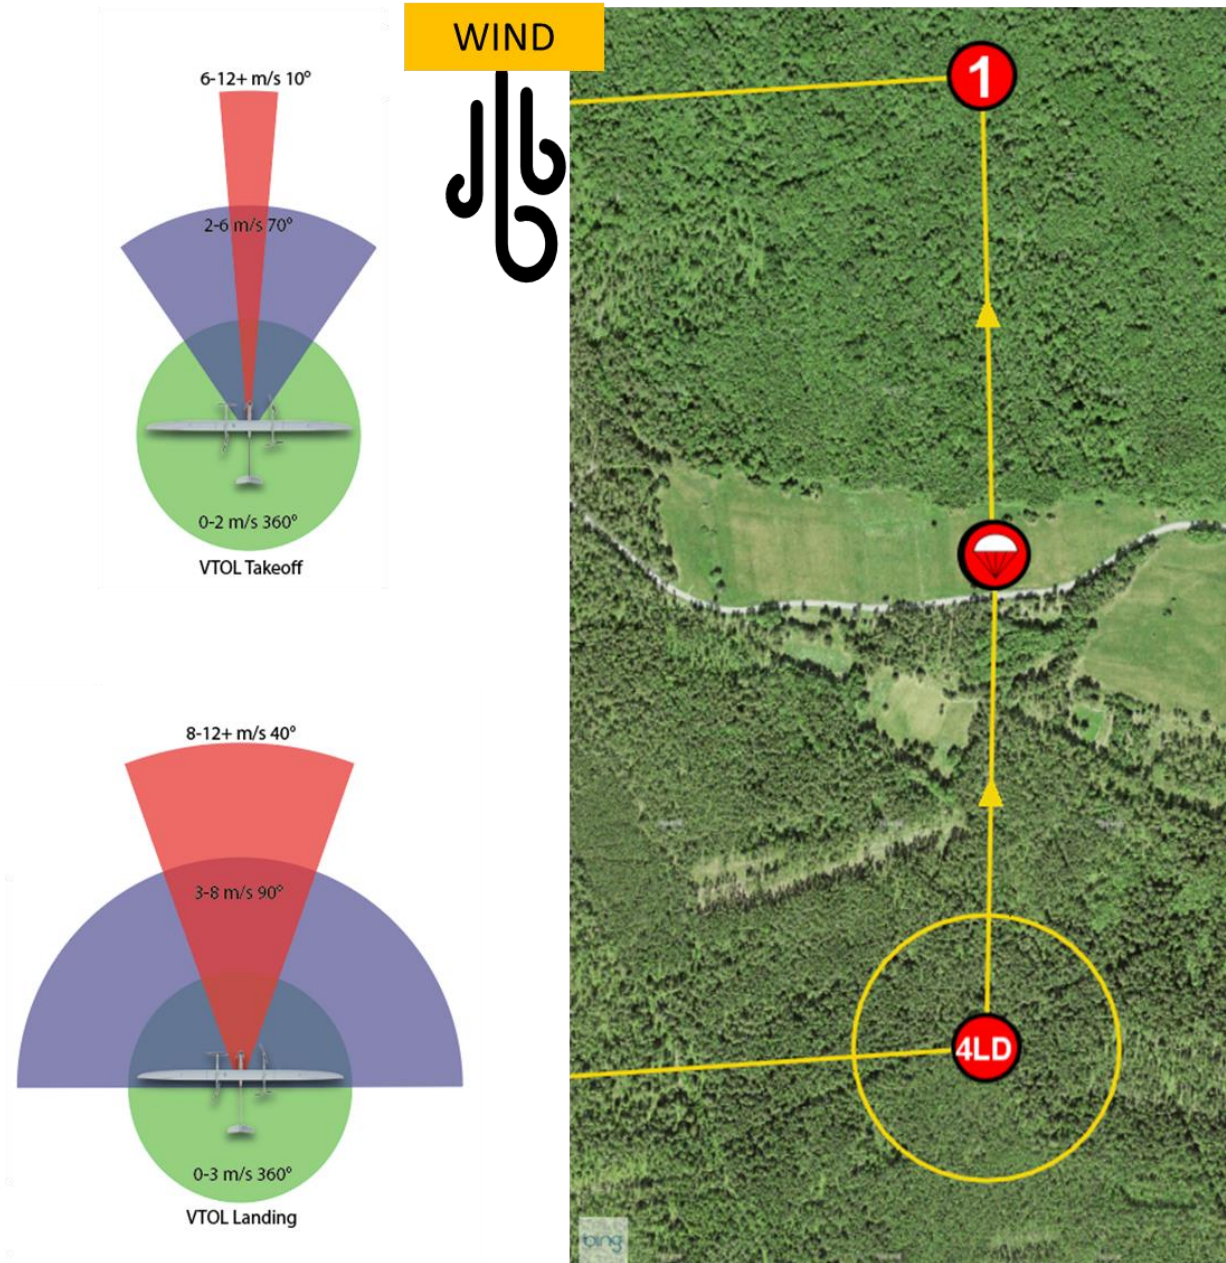 WIND
6-12+ m/s 10°
2-6 m/s 70°
0-2 m/s 360°
VTOL Takeoff
8-12+ m/s 40°
3-8 m/s 90°
0-3 m/s 360°
VTOL Landing
1
4LD
bing